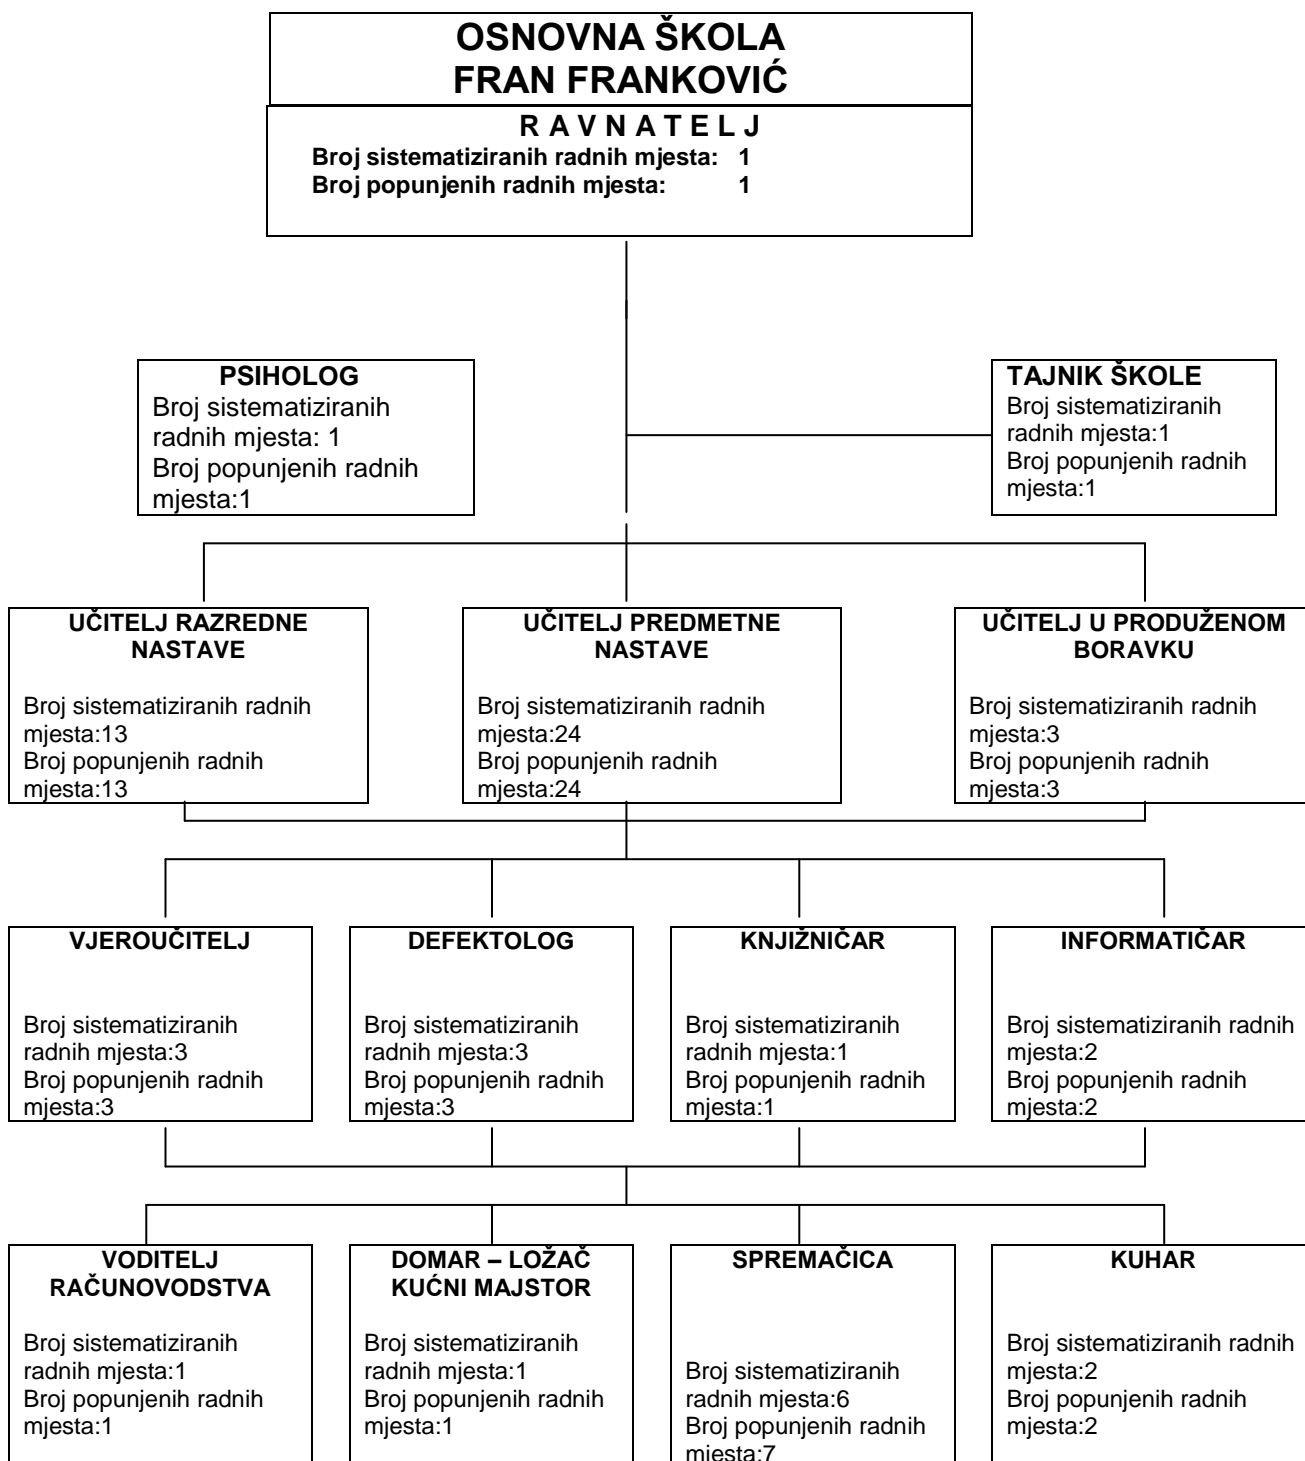 OSNOVNA ŠKOLA
FRAN FRANKOVIĆ
R A V N A T E L J
Broj sistematiziranih radnih mjesta: 1
Broj popunjenih radnih mjesta: 1
PSIHOLOG
Broj sistematiziranih
radnih mjesta: 1
Broj popunjenih radnih
mjesta:1
TAJNIK ŠKOLE
Broj sistematiziranih
radnih mjesta:1
Broj popunjenih radnih
mjesta:1
UČITELJ RAZREDNE
NASTAVE
Broj sistematiziranih radnih
mjesta:13
Broj popunjenih radnih
mjesta:13
UČITELJ PREDMETNE
NASTAVE
Broj sistematiziranih radnih
mjesta:24
Broj popunjenih radnih
mjesta:24
UČITELJ U PRODUŽENOM
BORAVKU
Broj sistematiziranih radnih
mjesta:3
Broj popunjenih radnih
mjesta:3
VJEROUČITELJ
Broj sistematiziranih
radnih mjesta:3
Broj popunjenih radnih
mjesta:3
DEFEKTOLOG
Broj sistematiziranih
radnih mjesta:3
Broj popunjenih radnih
mjesta:3
KNJIŽNIČAR
Broj sistematiziranih
radnih mjesta:1
Broj popunjenih radnih
mjesta:1
INFORMATIČAR
Broj sistematiziranih radnih
mjesta:2
Broj popunjenih radnih
mjesta:2
VODITELJ
RAČUNOVODSTVA
Broj sistematiziranih
radnih mjesta:1
Broj popunjenih radnih
mjesta:1
DOMAR – LOŽAČ
KUĆNI MAJSTOR
Broj sistematiziranih
radnih mjesta:1
Broj popunjenih radnih
mjesta:1
SPREMAČICA
Broj sistematiziranih
radnih mjesta:6
Broj popunjenih radnih
mjesta:7
KUHAR
Broj sistematiziranih radnih
mjesta:2
Broj popunjenih radnih
mjesta:2